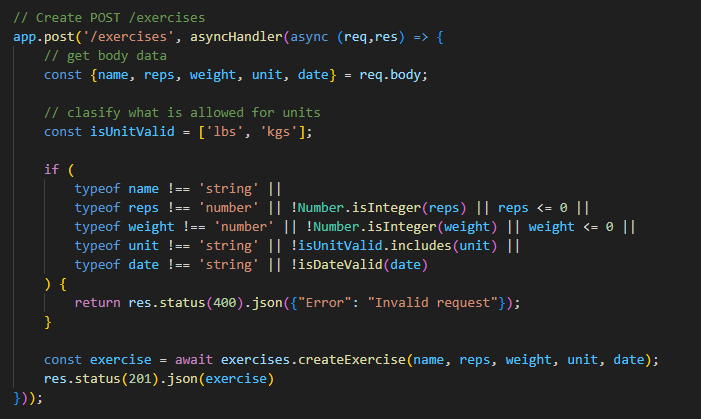 // Create POST /exercises
app.post('/exercises', asyncHandler(async (req,res) => {
    // get body data
    const {name, reps, weight, unit, date} = req.body;

    // clasify what is allowed for units
    const isUnitValid = ['lbs', 'kgs'];

    if (
        typeof name !== 'string' ||
        typeof reps !== 'number' || !Number.isInteger(reps) || reps <= 0 ||
        typeof weight !== 'number' || !Number.isInteger(weight) || weight <= 0 ||
        typeof unit !== 'string' || !isUnitValid.includes(unit) ||
        typeof date !== 'string' || !isDateValid(date)
    ) {
        return res.status(400).json({"Error": "Invalid request"});
    }

    const exercise = await exercises.createExercise(name, reps, weight, unit, date);
    res.status(201).json(exercise)
}));